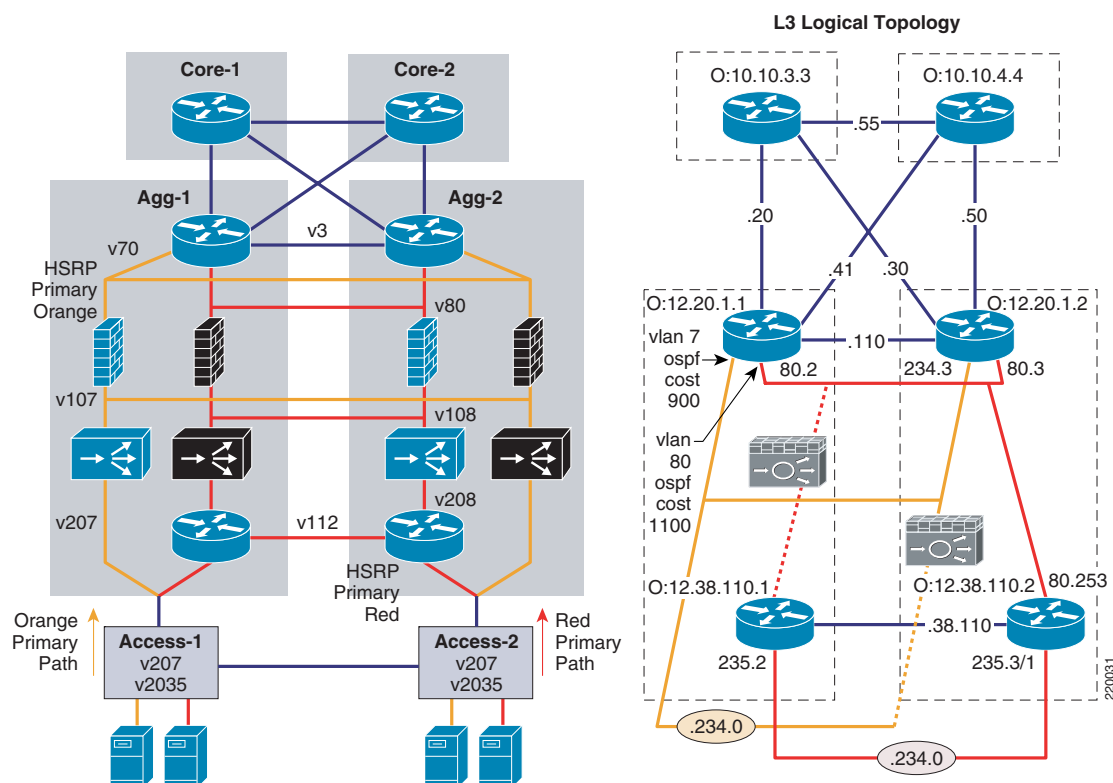 L3 Logical Topology
Core-1
Core-2
Agg-1
Agg-2
v3
v70
HSRP
Primary
Orange
v80
v107
v108
v207
v208
v112
HSRP
Primary
Red
Orange
Primary
Path
Access-1
v207
v2035
Access-2
v207
v2035
Red
Primary
Path
O:10.10.3.3
O:10.10.4.4
.55
.20
.50
.41
.30
O:12.20.1.1
O:12.20.1.2
.110
vlan 7
ospf
cost
900
80.2
234.3
80.3
vlan
80
ospf
cost
1100
O:12.38.110.1
O:12.38.110.2
80.253
.38.110
235.2
235.3/1
.234.0
.234.0
220031